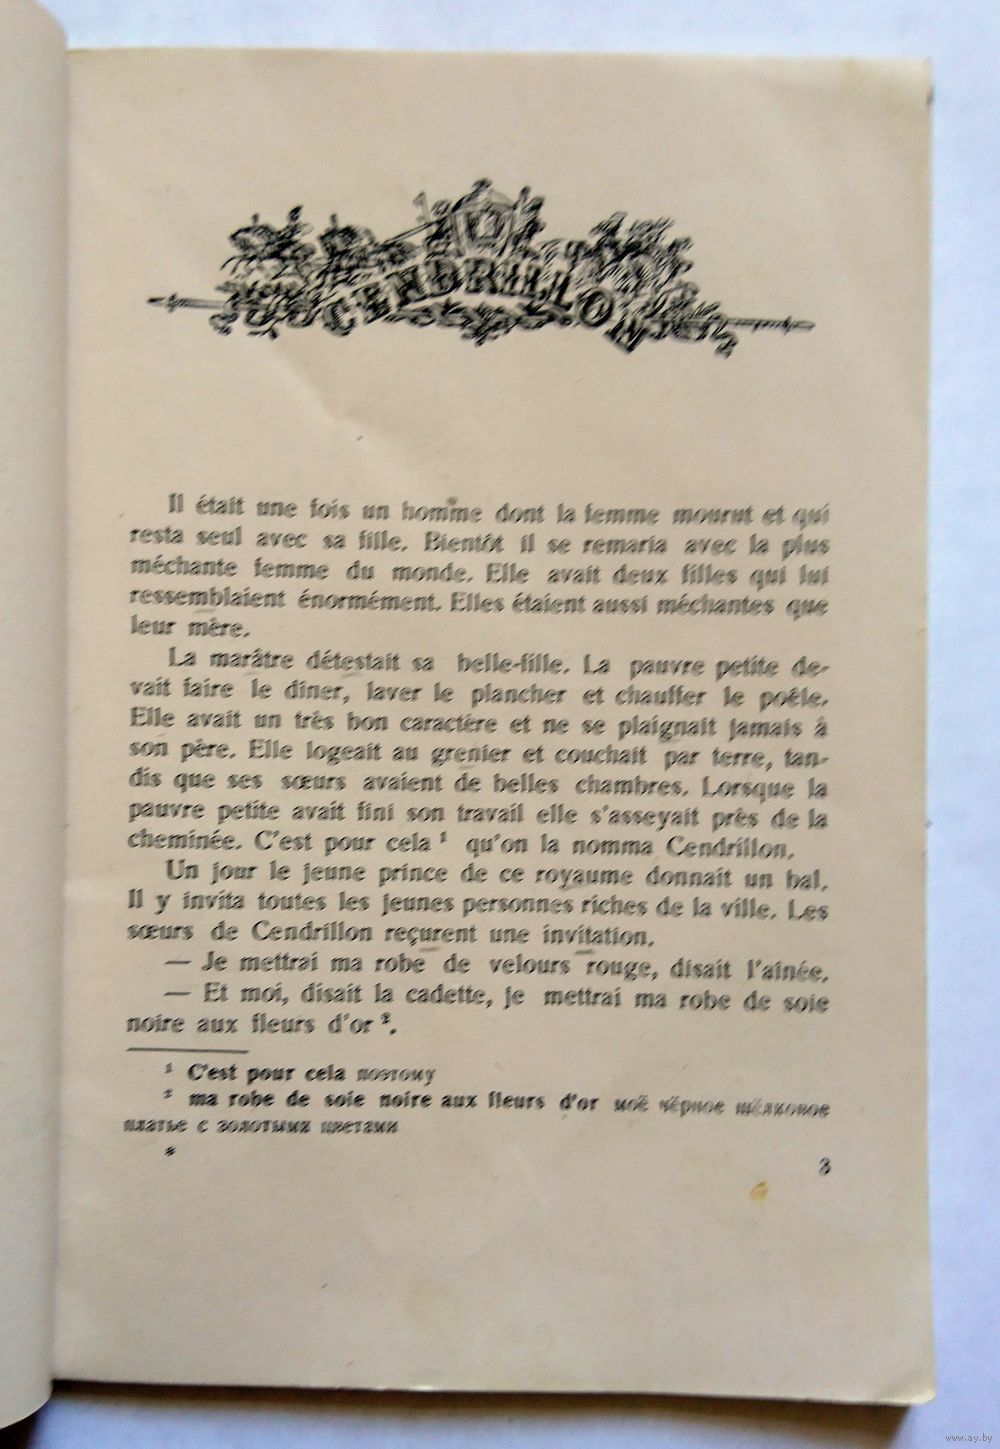 CENDRILLON
Il était une fois un homme dont la femme mourut et qui
resta seul avec sa fille. Bientôt il se remaria avec la plus
méchante femme du monde. Elle avait deux filles qui lui
ressemblaient énormément. Elles étaient aussi méchantes que
leur mère.
La marâtre détestait sa belle-fille. La pauvre petite de-
vait faire le dîner, laver le plancher et chauffer le poêle.
Elle avait un très bon caractère et ne se plaignait jamais à
son père. Elle logeait au grenier et couchait par terre, tan-
dis que ses sœurs avaient de belles chambres. Lorsque la
pauvre petite avait fini son travail elle s'asseyait près de la
cheminée. C'est pour cela ¹ qu'on la nomma Cendrillon.
Un jour le jeune prince de ce royaume donnait un bal.
Il y invita toutes les jeunes personnes riches de la ville. Les
sœurs de Cendrillon reçurent une invitation.
— Je mettrai ma robe de velours rouge, disait l'aînée.
— Et moi, disait la cadette, je mettrai ma robe de soie
noire aux fleurs d'or ².
¹ C'est pour cela поэтому
² ma robe de soie noire aux fleurs d'or моё чёрное шёлковое
платье с золотыми цветами
*
3
www.ay.by